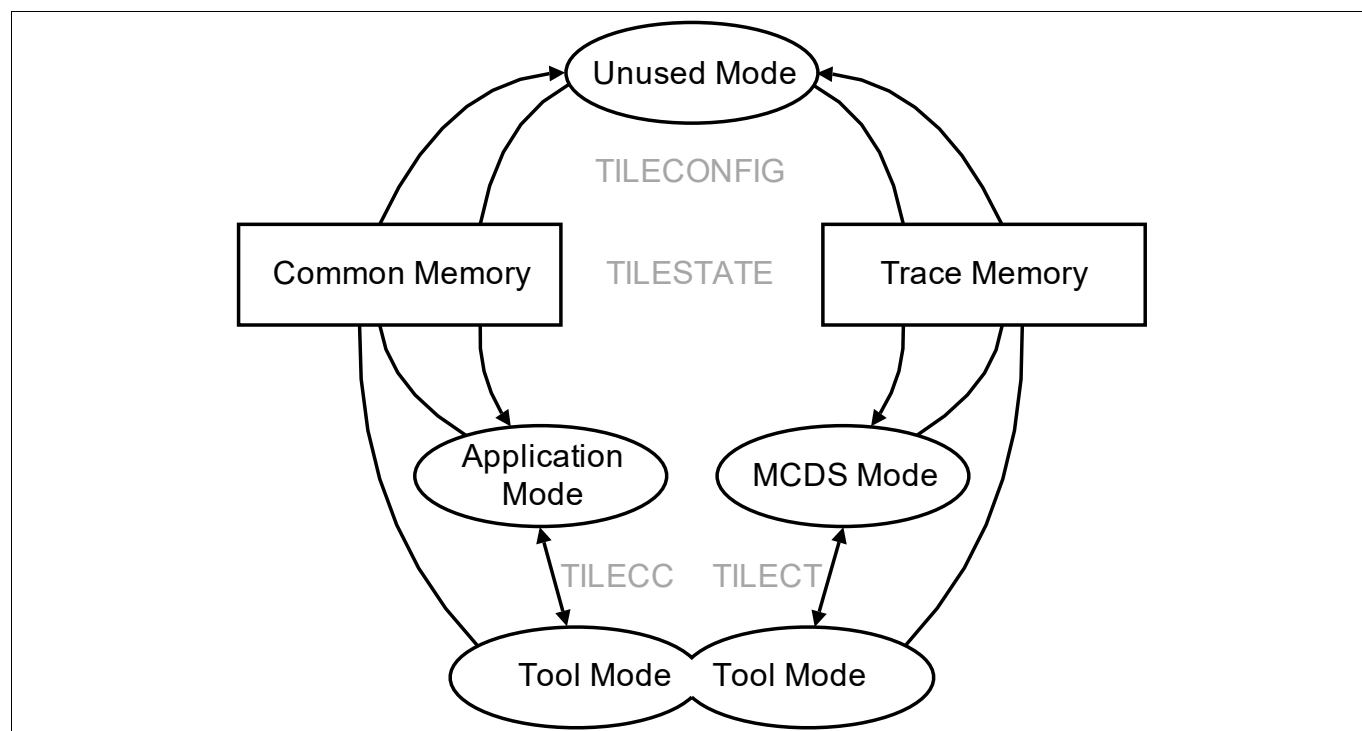 Unused Mode
TILECONFIG
Common Memory
TILESTATE
Trace Memory
Application
Mode
MCDS Mode
TILECC
TILECT
Tool Mode
Tool Mode